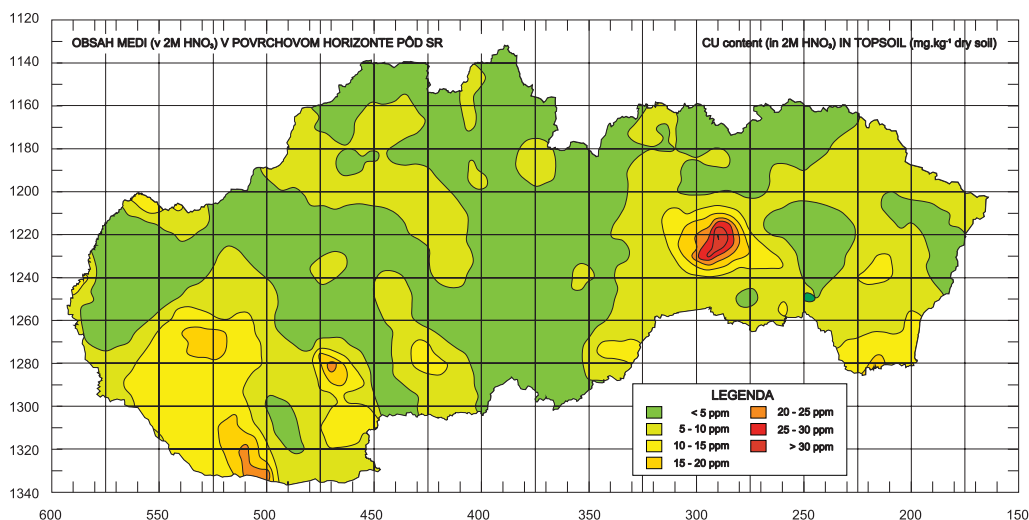 OBSAH MEDI (v 2M HNO₃) V POVRCHOVOM HORIZONTE PÔD SR
CU content (in 2M HNO₃) IN TOPSOIL (mg.kg⁻¹ dry soil)
1120
1140
1160
1180
1200
1220
1240
1260
1280
1300
1320
1340
LEGENDA
< 5 ppm
5 - 10 ppm
10 - 15 ppm
15 - 20 ppm
20 - 25 ppm
25 - 30 ppm
> 30 ppm
600 550 500 450 400 350 300 250 200 150